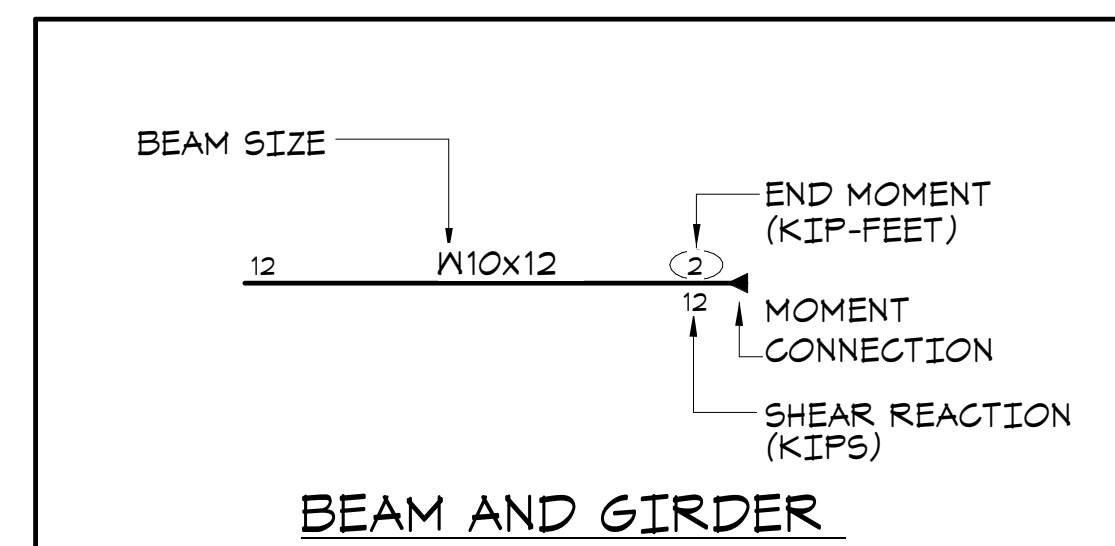 BEAM SIZE
END MOMENT
(KIP-FEET)
12 W10x12 2
12
MOMENT
CONNECTION
SHEAR REACTION
(KIPS)
BEAM AND GIRDER